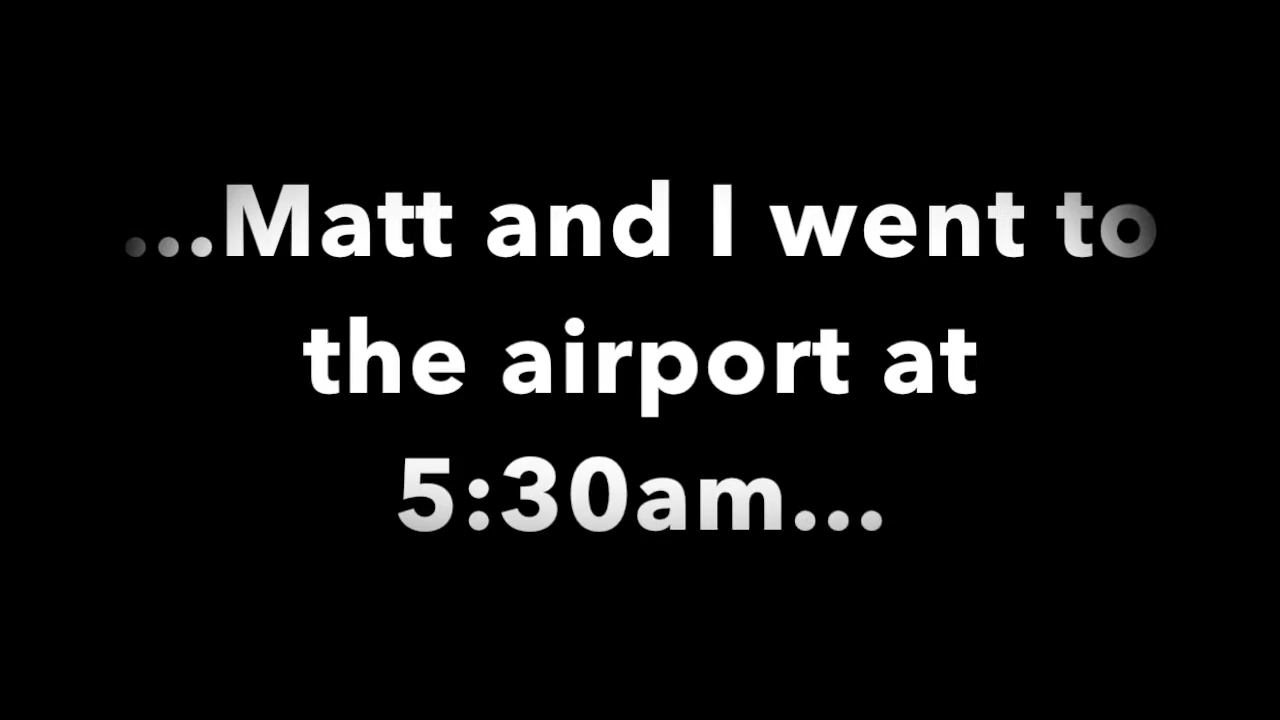 ...Matt and I went to
the airport at
5:30am...